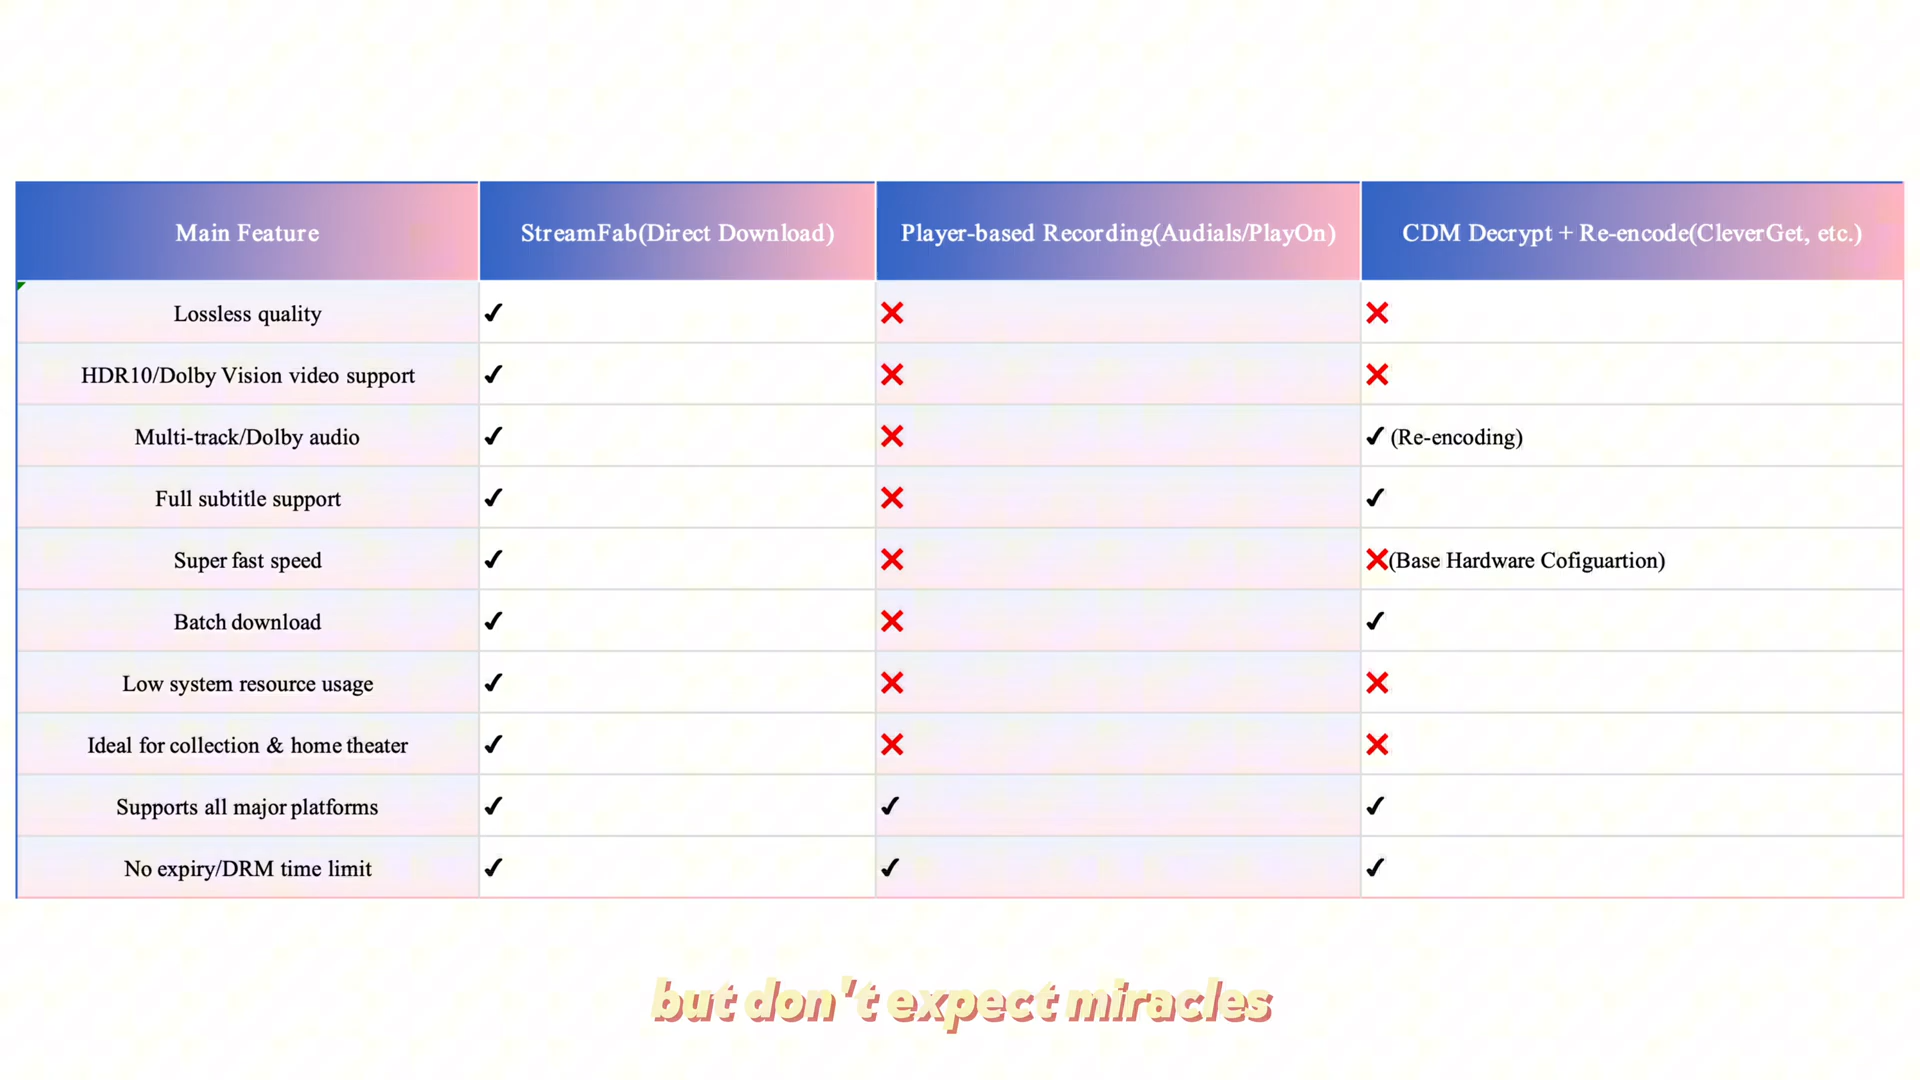 Main Feature StreamFab(Direct Download) Player-based Recording(Audials/PlayOn) CDM Decrypt + Re-encode(CleverGet, etc.)
Lossless quality ✔ ❌ ❌
HDR10/Dolby Vision video support ✔ ❌ ❌
Multi-track/Dolby audio ✔ ❌ ✔ (Re-encoding)
Full subtitle support ✔ ❌ ✔
Super fast speed ✔ ❌ ❌(Base Hardware Cofiguartion)
Batch download ✔ ❌ ✔
Low system resource usage ✔ ❌ ❌
Ideal for collection & home theater ✔ ❌ ❌
Supports all major platforms ✔ ✔ ✔
No expiry/DRM time limit ✔ ✔ ✔
but don't expect miracles